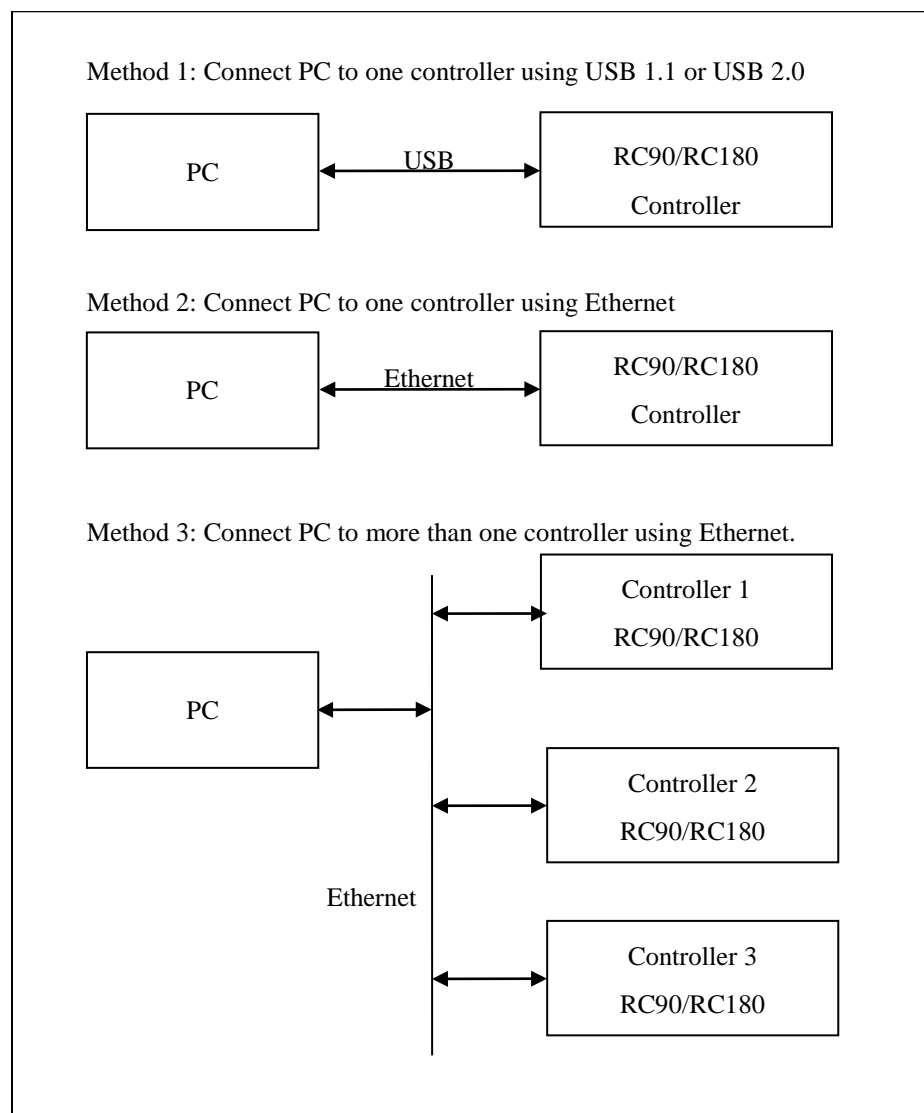 Method 1: Connect PC to one controller using USB 1.1 or USB 2.0
PC
USB
RC90/RC180
Controller
Method 2: Connect PC to one controller using Ethernet
PC
Ethernet
RC90/RC180
Controller
Method 3: Connect PC to more than one controller using Ethernet.
Controller 1
RC90/RC180
PC
Controller 2
RC90/RC180
Ethernet
Controller 3
RC90/RC180